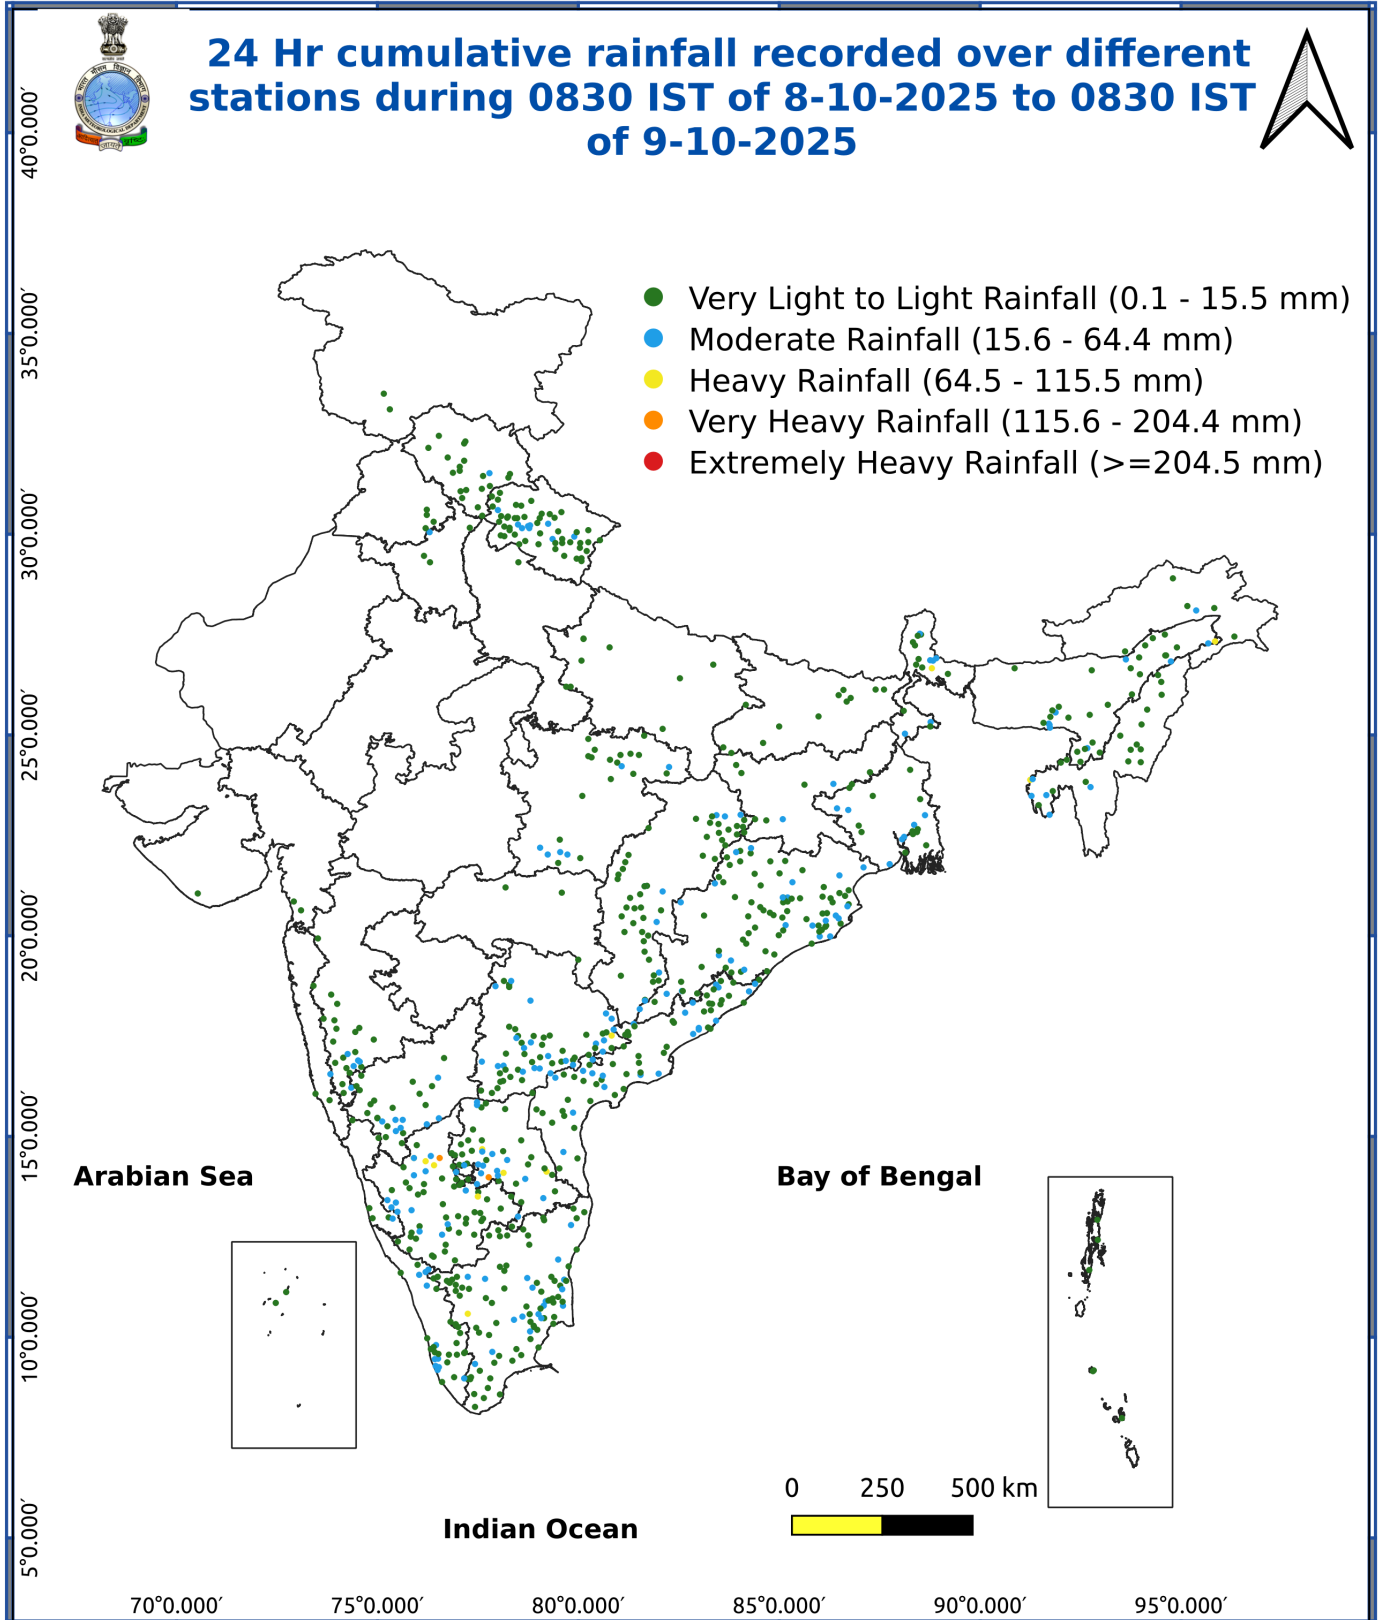 24 Hr cumulative rainfall recorded over different
stations during 0830 IST of 8-10-2025 to 0830 IST
of 9-10-2025
Very Light to Light Rainfall (0.1 - 15.5 mm)
Moderate Rainfall (15.6 - 64.4 mm)
Heavy Rainfall (64.5 - 115.5 mm)
Very Heavy Rainfall (115.6 - 204.4 mm)
Extremely Heavy Rainfall (>=204.5 mm)
40°0.000′
35°0.000′
30°0.000′
25°0.000′
20°0.000′
15°0.000′
10°0.000′
5°0.000′
Arabian Sea
Bay of Bengal
Indian Ocean
0 250 500 km
70°0.000′ 75°0.000′ 80°0.000′ 85°0.000′ 90°0.000′ 95°0.000′